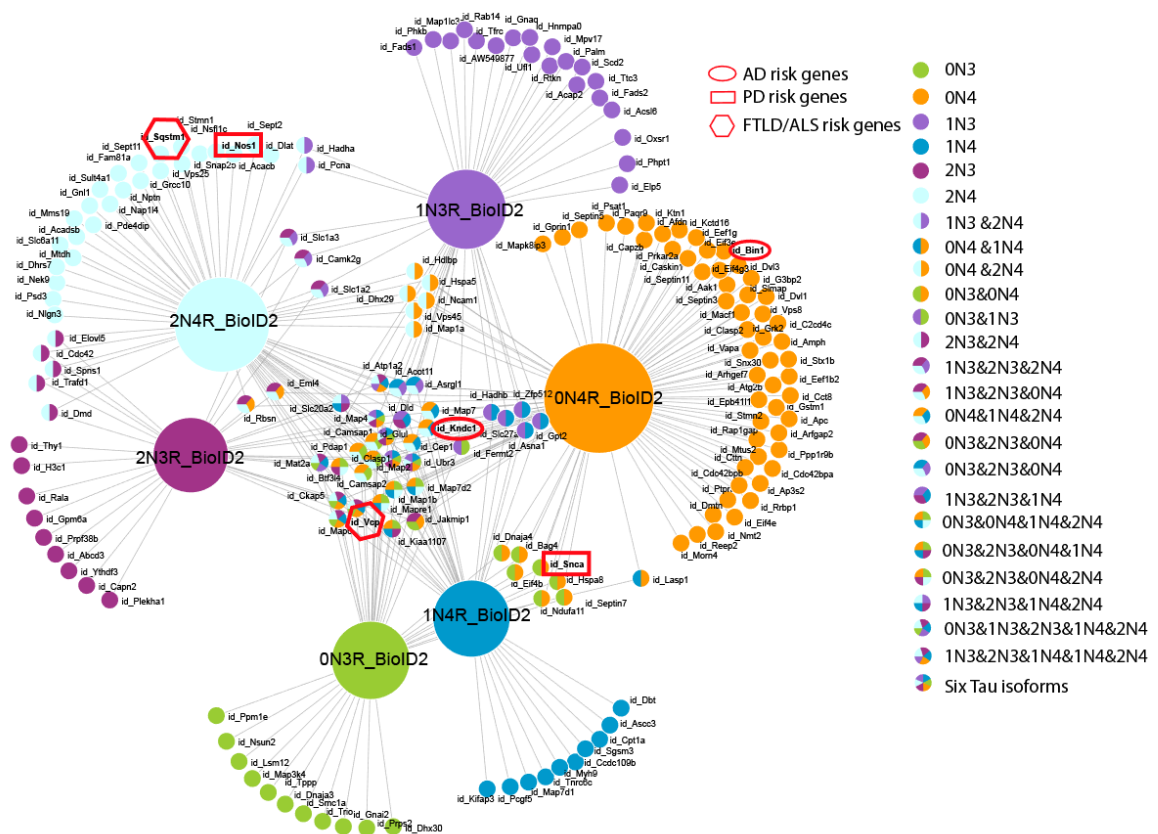 id_Rab14
id_Map1lc3
id_Gnaq
id_Phkb
id_Tfrc
id_Hnrnpa0
id_Fads1
id_Mpv17
id_AW549877
id_Palm
id_Ufl1
id_Scd2
id_Rtkn
id_Ttc3
id_Acap2
id_Fads2
id_Acsl6
id_Oxsr1
id_Phpt1
id_Elp5
1N3R_BioID2
AD risk genes
PD risk genes
FTLD/ALS risk genes
0N3
0N4
1N3
1N4
2N3
2N4
1N3 &2N4
0N4 &1N4
0N4 &2N4
0N3&0N4
0N3&1N3
2N3&2N4
1N3&2N3&2N4
1N3&2N3&0N4
0N4&1N4&2N4
0N3&2N3&0N4
0N3&2N3&0N4
1N3&2N3&1N4
0N3&0N4&1N4&2N4
0N3&2N3&0N4&1N4
0N3&2N3&0N4&2N4
1N3&2N3&1N4&2N4
0N3&1N3&2N3&1N4&2N4
1N3&2N3&1N4&1N4&2N4
Six Tau isoforms
id_Stmn1
id_Nsfl1c
id_Sept2
id_Sqstm1
id_Nos1
id_Dlat
id_Hadha
id_Sept11
id_Snap2b
id_Acacb
id_Pcna
id_Fam81a
id_Vps25
id_Sult4a1
id_Grcc10
id_Gnl1
id_Nptn
id_Mms19
id_Nap1l4
id_Acadsb
id_Pde4dip
id_Slc6a11
id_Mtdh
id_Dhrs7
id_Nek9
id_Psd3
id_Nlgn3
2N4R_BioID2
id_Slc1a3
id_Camk2g
id_Slc1a2
id_Hdlbp
id_Hspa5
id_Dhx29
id_Ncam1
id_Vps45
id_Map1a
id_Elovl5
id_Cdc42
id_Spns1
id_Trafd1
id_Dmd
id_Psat1
id_Septin5
id_Paqr9
id_Ktn1
id_Gprin1
id_Afdn
id_Kctd16
id_Mapk8ip3
id_Capzb
id_Eef1g
id_Eif3e
id_Bin1
id_Prkar2a
id_Caskin1
id_Eif4g3
id_Dvl3
id_Septin11
id_G3bp2
id_Aak1
id_Slmap
id_Septin3
id_Dvl1
id_Macf1
id_Vps8
id_C2cd4c
id_Clasp2
id_Grk2
id_Amph
id_Vapa
id_Stx1b
id_Snx30
id_Arhgef7
id_Eef1b2
id_Atg2b
id_Cct8
id_Epb41l1
id_Gstm1
id_Stmn2
id_Apc
id_Rap1gap
id_Arfgap2
id_Mtus2
id_Ppp1r9b
id_Cttn
id_Cdc42bpb
id_Cdc42bpa
id_Ptprz
id_Ap3s2
id_Dmtn
id_Rrbp1
id_Eif4e
id_Nmt2
id_Reep2
id_Morn4
0N4R_BioID2
id_Atp1a2
id_Acot11
id_Asrgl1
id_Eml4
id_Rbsn
id_Slc20a2
id_Dld
id_Map7
id_Hadhb
id_Zfp512
id_Map4
id_Kndc1
id_Slc27a
id_Gpt2
id_Camsap1
id_Glul
id_Cep1
id_Asna1
id_Pdap1
id_Fermt2
id_Clasp1
id_Ubr3
id_Mat2a
id_Map2
id_Btf3l4
id_Camsap2
id_Map7d2
id_Ckap5
id_Map1b
id_Mapre1
id_Map6
id_Vcp
id_Jakmip1
id_Kiaa1107
2N3R_BioID2
id_Thy1
id_H3c1
id_Rala
id_Gpm6a
id_Prpf38b
id_Abcd3
id_Ythdf3
id_Capn2
id_Plekha1
id_Dnaja4
id_Bag4
id_Snca
id_Eif4b
id_Hspa8
id_Lasp1
id_Ndufa11
id_Septin7
1N4R_BioID2
0N3R_BioID2
id_Ppm1e
id_Nsun2
id_Lsm12
id_Map3k4
id_Tppp
id_Dnaja3
id_Smc1a
id_Trio
id_Gnai2
id_Prps2
id_Dhx30
id_Dbt
id_Ascc3
id_Cpt1a
id_Sgsm3
id_Ccdc109b
id_Myh9
id_Tnrc6c
id_Map7d1
id_Pcgf5
id_Kifap3